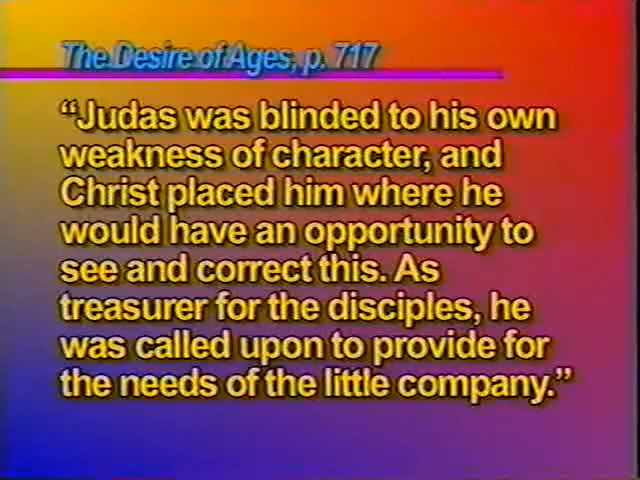 The Desire of Ages, p. 717
“Judas was blinded to his own
weakness of character, and
Christ placed him where he
would have an opportunity to
see and correct this. As
treasurer for the disciples, he
was called upon to provide for
the needs of the little company.”